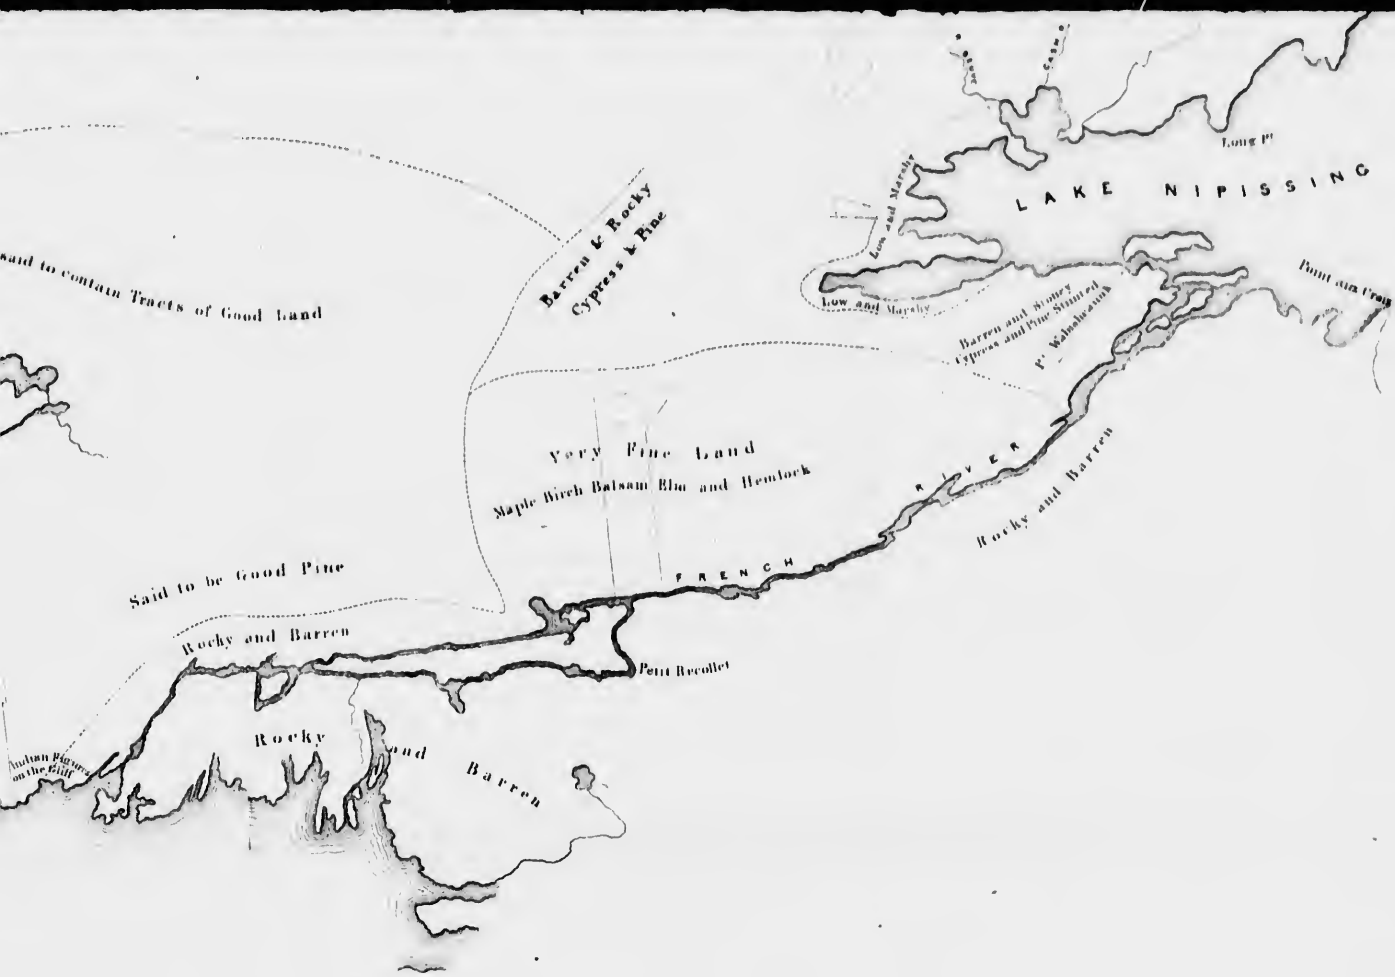 Long Pt
LAKE NIPISSING
Low and Marshy
Barren & Rocky
Cypress & Pine
said to contain Tracts of Good Land
Low and Marshy
Point aux Croix
Barren and Stoney
Cypress and Pine Stunted
Very Fine Land
Maple Birch Balsam Elm and Hemlock
FRENCH RIVER
Rocky and Barren
Said to be Good Pine
Rocky and Barren
Petit Recollet
Indian Figures
on the Cliff
Rocky and Barren